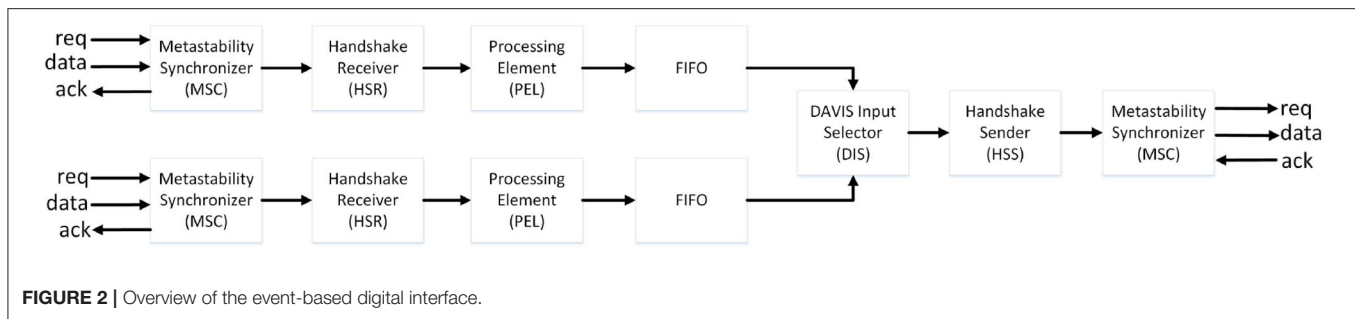 req
data
ack
Metastability
Synchronizer
(MSC)
Handshake
Receiver
(HSR)
Processing
Element
(PEL)
FIFO
DAVIS Input
Selector
(DIS)
Handshake
Sender
(HSS)
Metastability
Synchronizer
(MSC)
req
data
ack
req
data
ack
Metastability
Synchronizer
(MSC)
Handshake
Receiver
(HSR)
Processing
Element
(PEL)
FIFO
FIGURE 2 | Overview of the event-based digital interface.